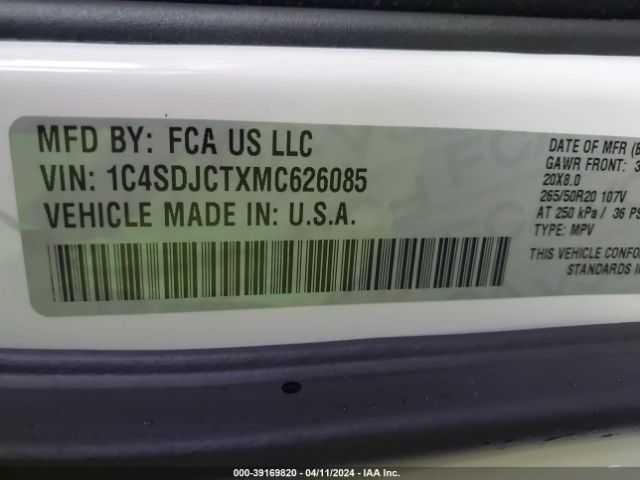 MFD BY: FCA US LLC
VIN: 1C4SDJCTXMC626085
VEHICLE MADE IN: U.S.A.
DATE OF MFR
GAWR FRONT:
20X8.0
265/50R20 107V
AT 250 kPa / 36
TYPE: MPV
THIS VEHICLE
STANDARDS
000-39169820 - 04/11/2024 - IAA Inc.